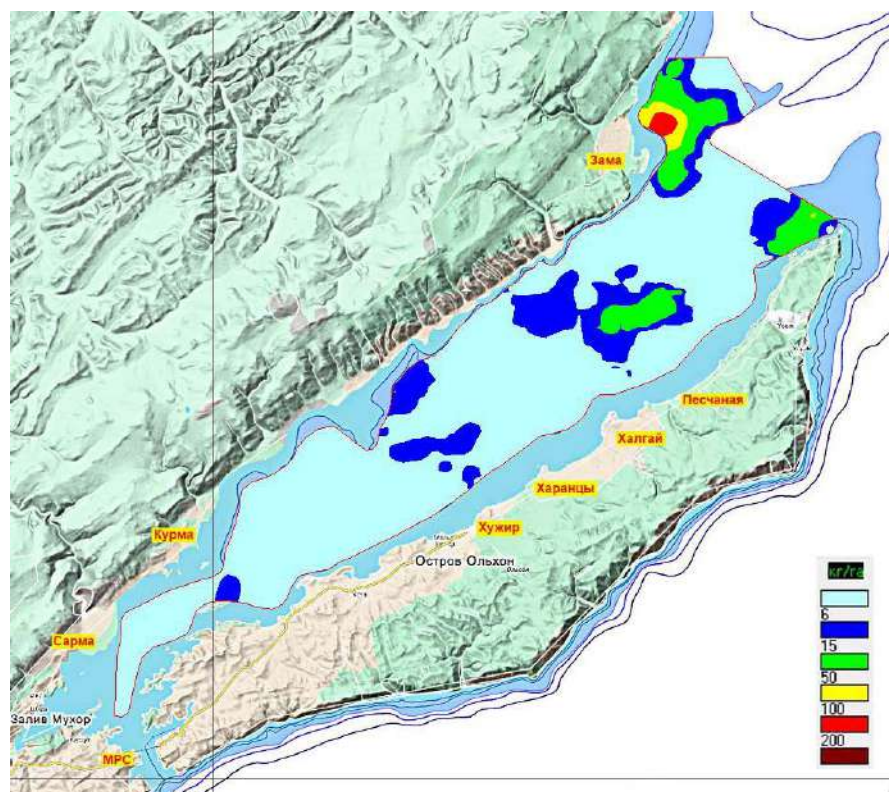 Зама
Песчаная
Халгай
Харанцы
Хужир
Курма
Остров Ольхон
Сарма
Залив Мухор
МРС
кг/га
6
15
50
100
200